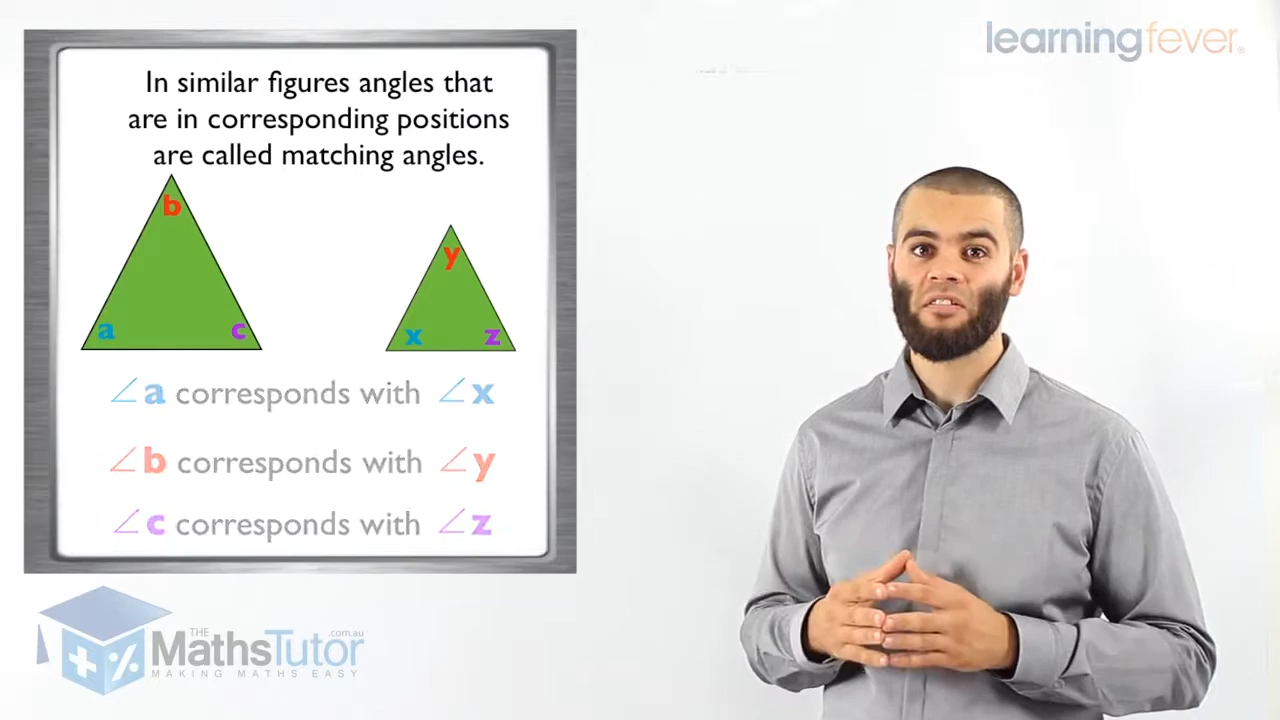 learningfever.
In similar figures angles that
are in corresponding positions
are called matching angles.
b
y
a
c
x
z
∠a corresponds with ∠x
∠b corresponds with ∠y
∠c corresponds with ∠z
THE
MathsTutor
.com.au
MAKING MATHS EASY